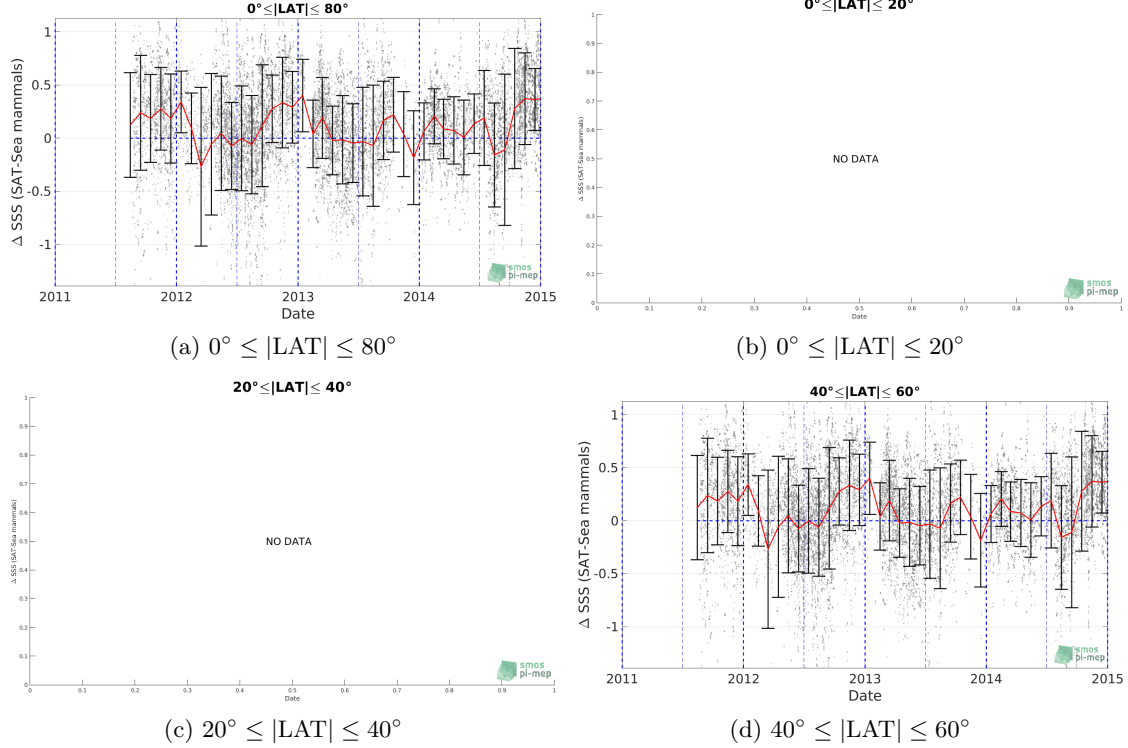 0°≤|LAT|≤ 80°
Δ SSS (SAT-Sea mammals)
1
0.5
0
-0.5
-1
2011
2012
2013
2014
2015
Date
smos
pi-mep
(a) 0° ≤ |LAT| ≤ 80°
0°≤|LAT|≤ 20°
Δ SSS (SAT-Sea mammals)
1
0.9
0.8
0.7
0.6
0.5
0.4
0.3
0.2
0.1
0
NO DATA
0
0.1
0.2
0.3
0.4
0.5
0.6
0.7
0.8
0.9
1
Date
smos
pi-mep
(b) 0° ≤ |LAT| ≤ 20°
20°≤|LAT|≤ 40°
Δ SSS (SAT-Sea mammals)
1
0.9
0.8
0.7
0.6
0.5
0.4
0.3
0.2
0.1
0
NO DATA
0
0.1
0.2
0.3
0.4
0.5
0.6
0.7
0.8
0.9
1
Date
smos
pi-mep
(c) 20° ≤ |LAT| ≤ 40°
40°≤|LAT|≤ 60°
Δ SSS (SAT-Sea mammals)
1
0.5
0
-0.5
-1
2011
2012
2013
2014
2015
Date
smos
pi-mep
(d) 40° ≤ |LAT| ≤ 60°